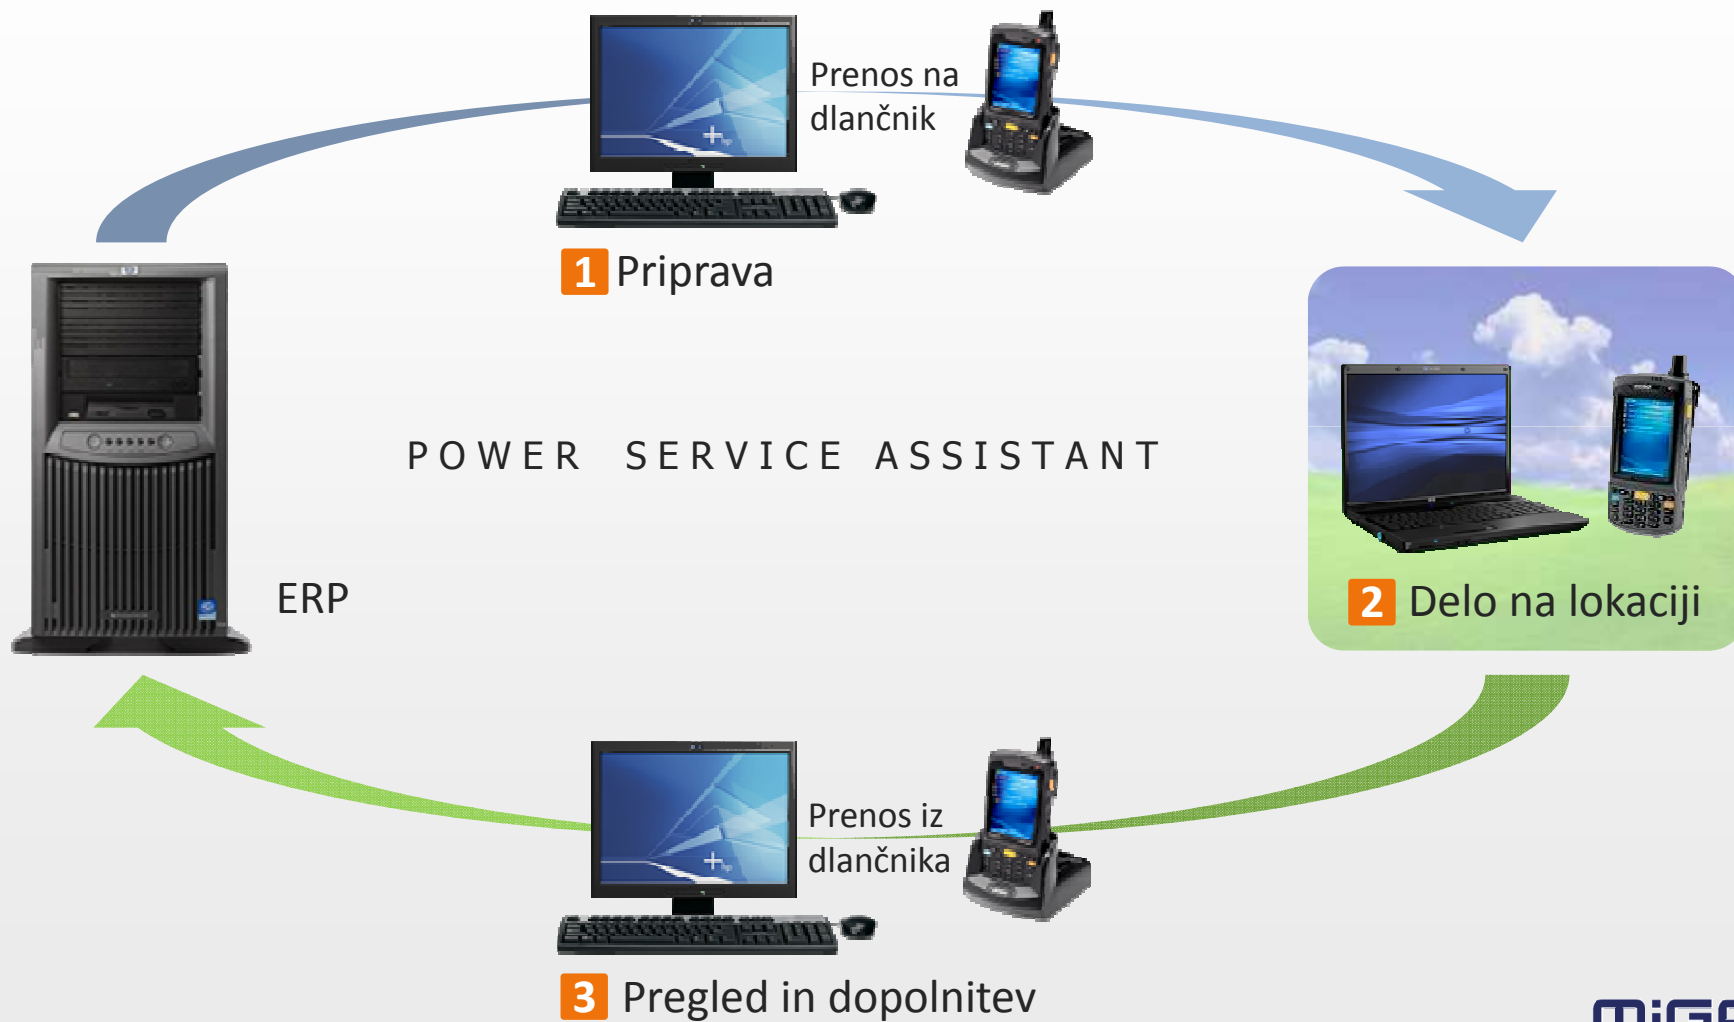 Prenos na
dlančnik
1 Priprava
POWER SERVICE ASSISTANT
ERP
2 Delo na lokaciji
Prenos iz
dlančnika
3 Pregled in dopolnitev